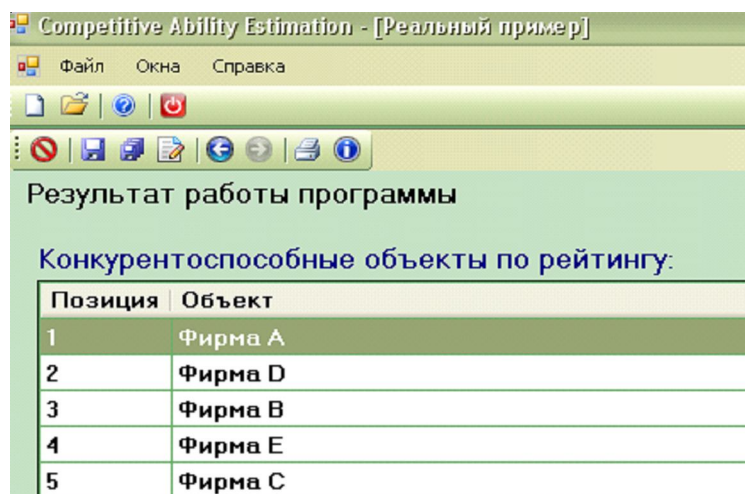 Competitive Ability Estimation - [Реальный пример]
Файл Окна Справка
Результат работы программы
Конкурентоспособные объекты по рейтингу:
Позиция Объект
1 Фирма A
2 Фирма D
3 Фирма B
4 Фирма E
5 Фирма C